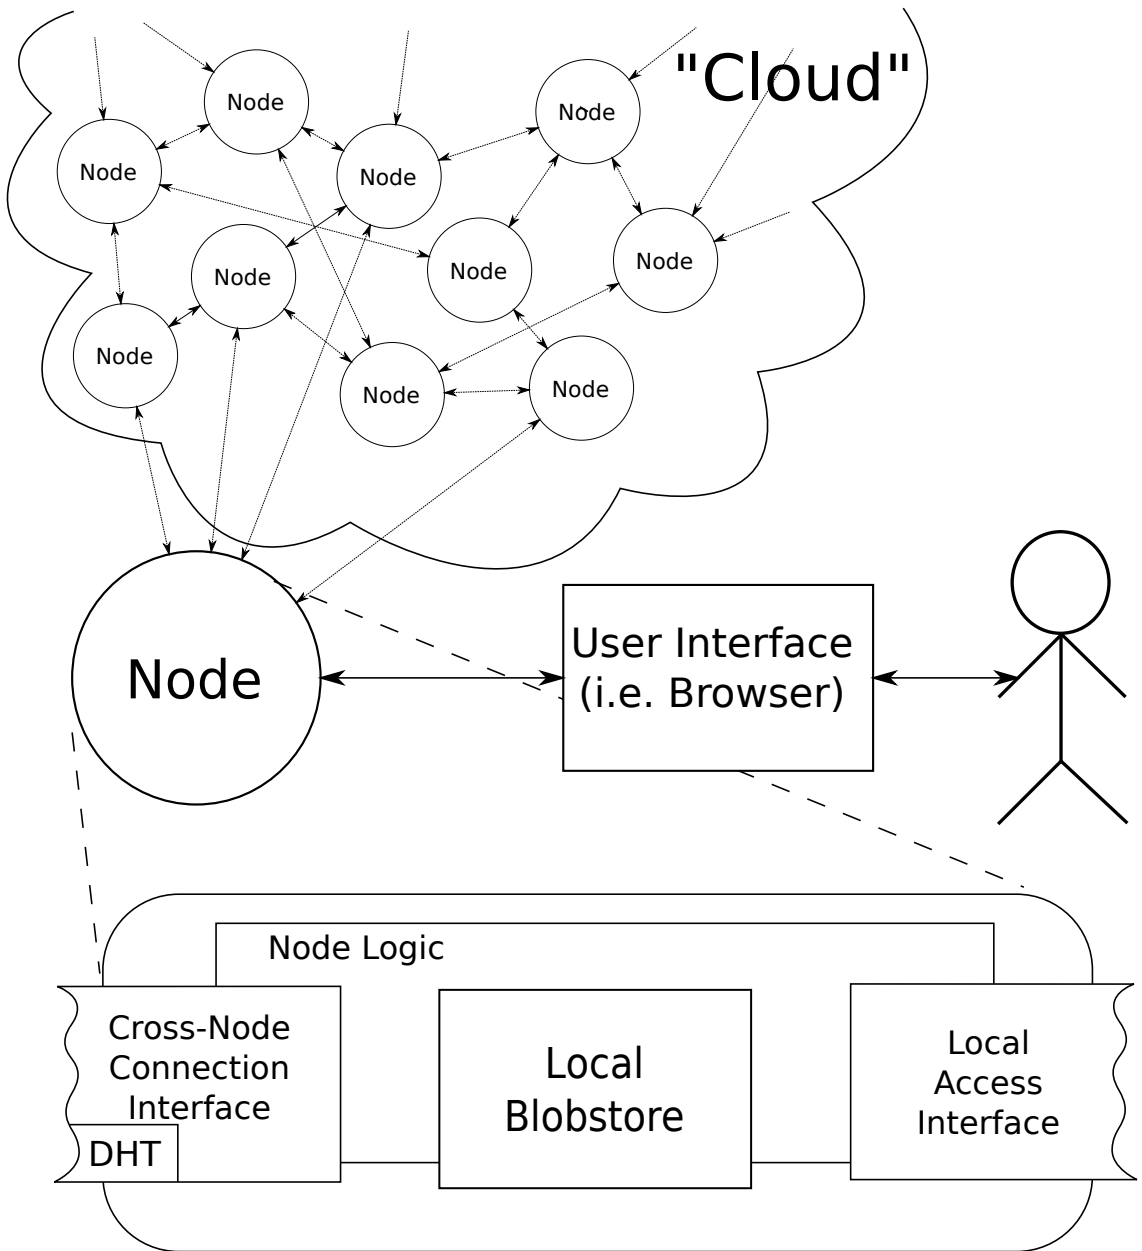 "Cloud"
Node
Node
Node
Node
Node
Node
Node
Node
Node
Node
Node
Node
User Interface
(i.e. Browser)
Node Logic
Cross-Node
Connection
Interface
DHT
Local
Blobstore
Local
Access
Interface